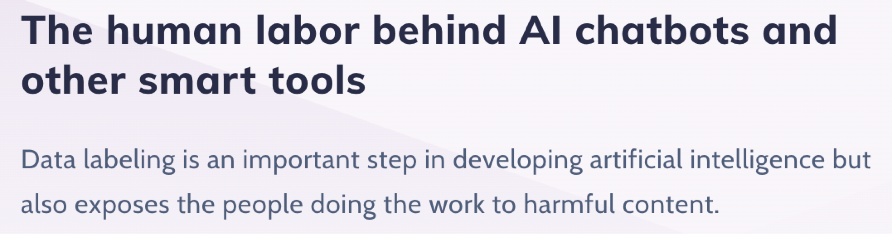 The human labor behind AI chatbots and
other smart tools
Data labeling is an important step in developing artificial intelligence but
also exposes the people doing the work to harmful content.